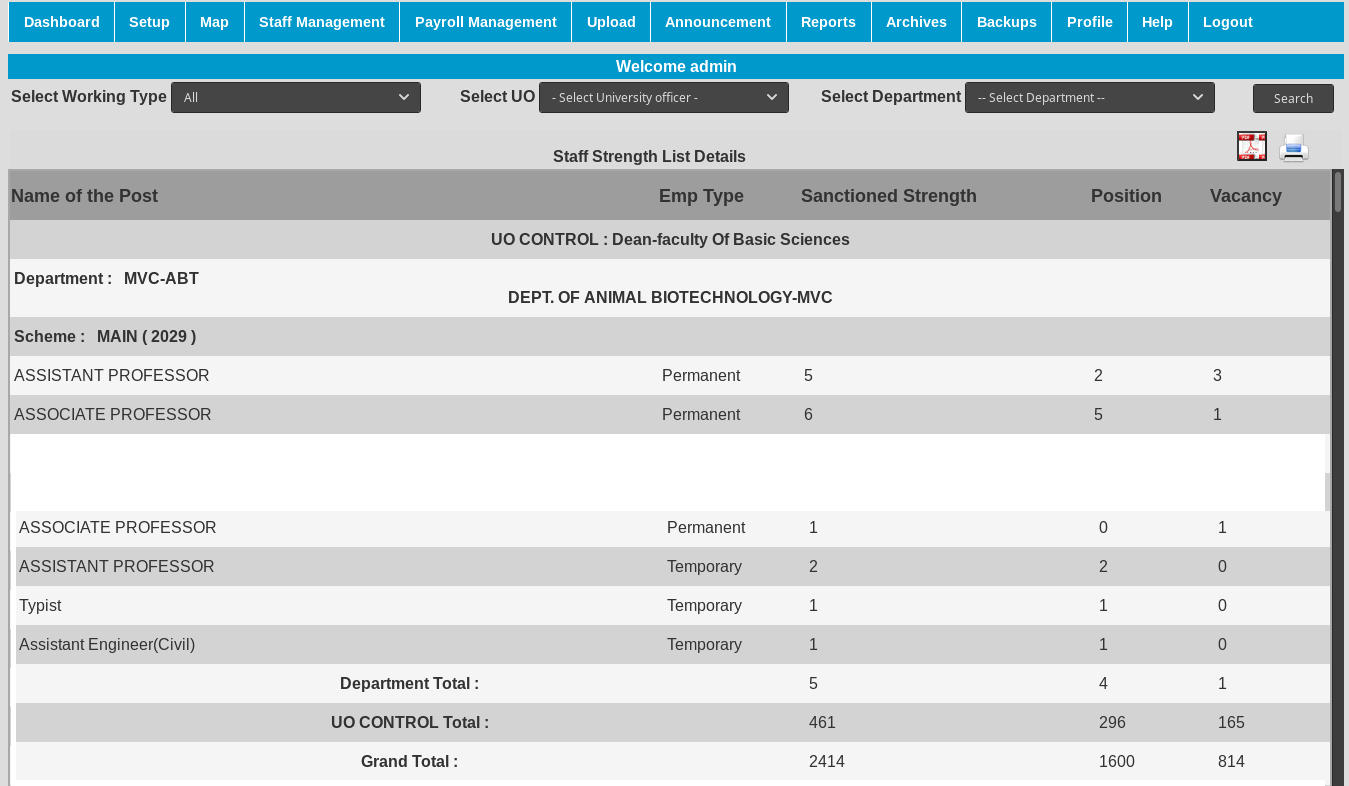 Dashboard Setup Map Staff Management Payroll Management Upload Announcement Reports Archives Backups Profile Help Logout
Welcome admin
Select Working Type All Select UO - Select University officer - Select Department -- Select Department -- Search
Staff Strength List Details
Name of the Post Emp Type Sanctioned Strength Position Vacancy
UO CONTROL : Dean-faculty Of Basic Sciences
Department : MVC-ABT
DEPT. OF ANIMAL BIOTECHNOLOGY-MVC
Scheme : MAIN ( 2029 )
ASSISTANT PROFESSOR Permanent 5 2 3
ASSOCIATE PROFESSOR Permanent 6 5 1
ASSOCIATE PROFESSOR Permanent 1 0 1
ASSISTANT PROFESSOR Temporary 2 2 0
Typist Temporary 1 1 0
Assistant Engineer(Civil) Temporary 1 1 0
Department Total : 5 4 1
UO CONTROL Total : 461 296 165
Grand Total : 2414 1600 814